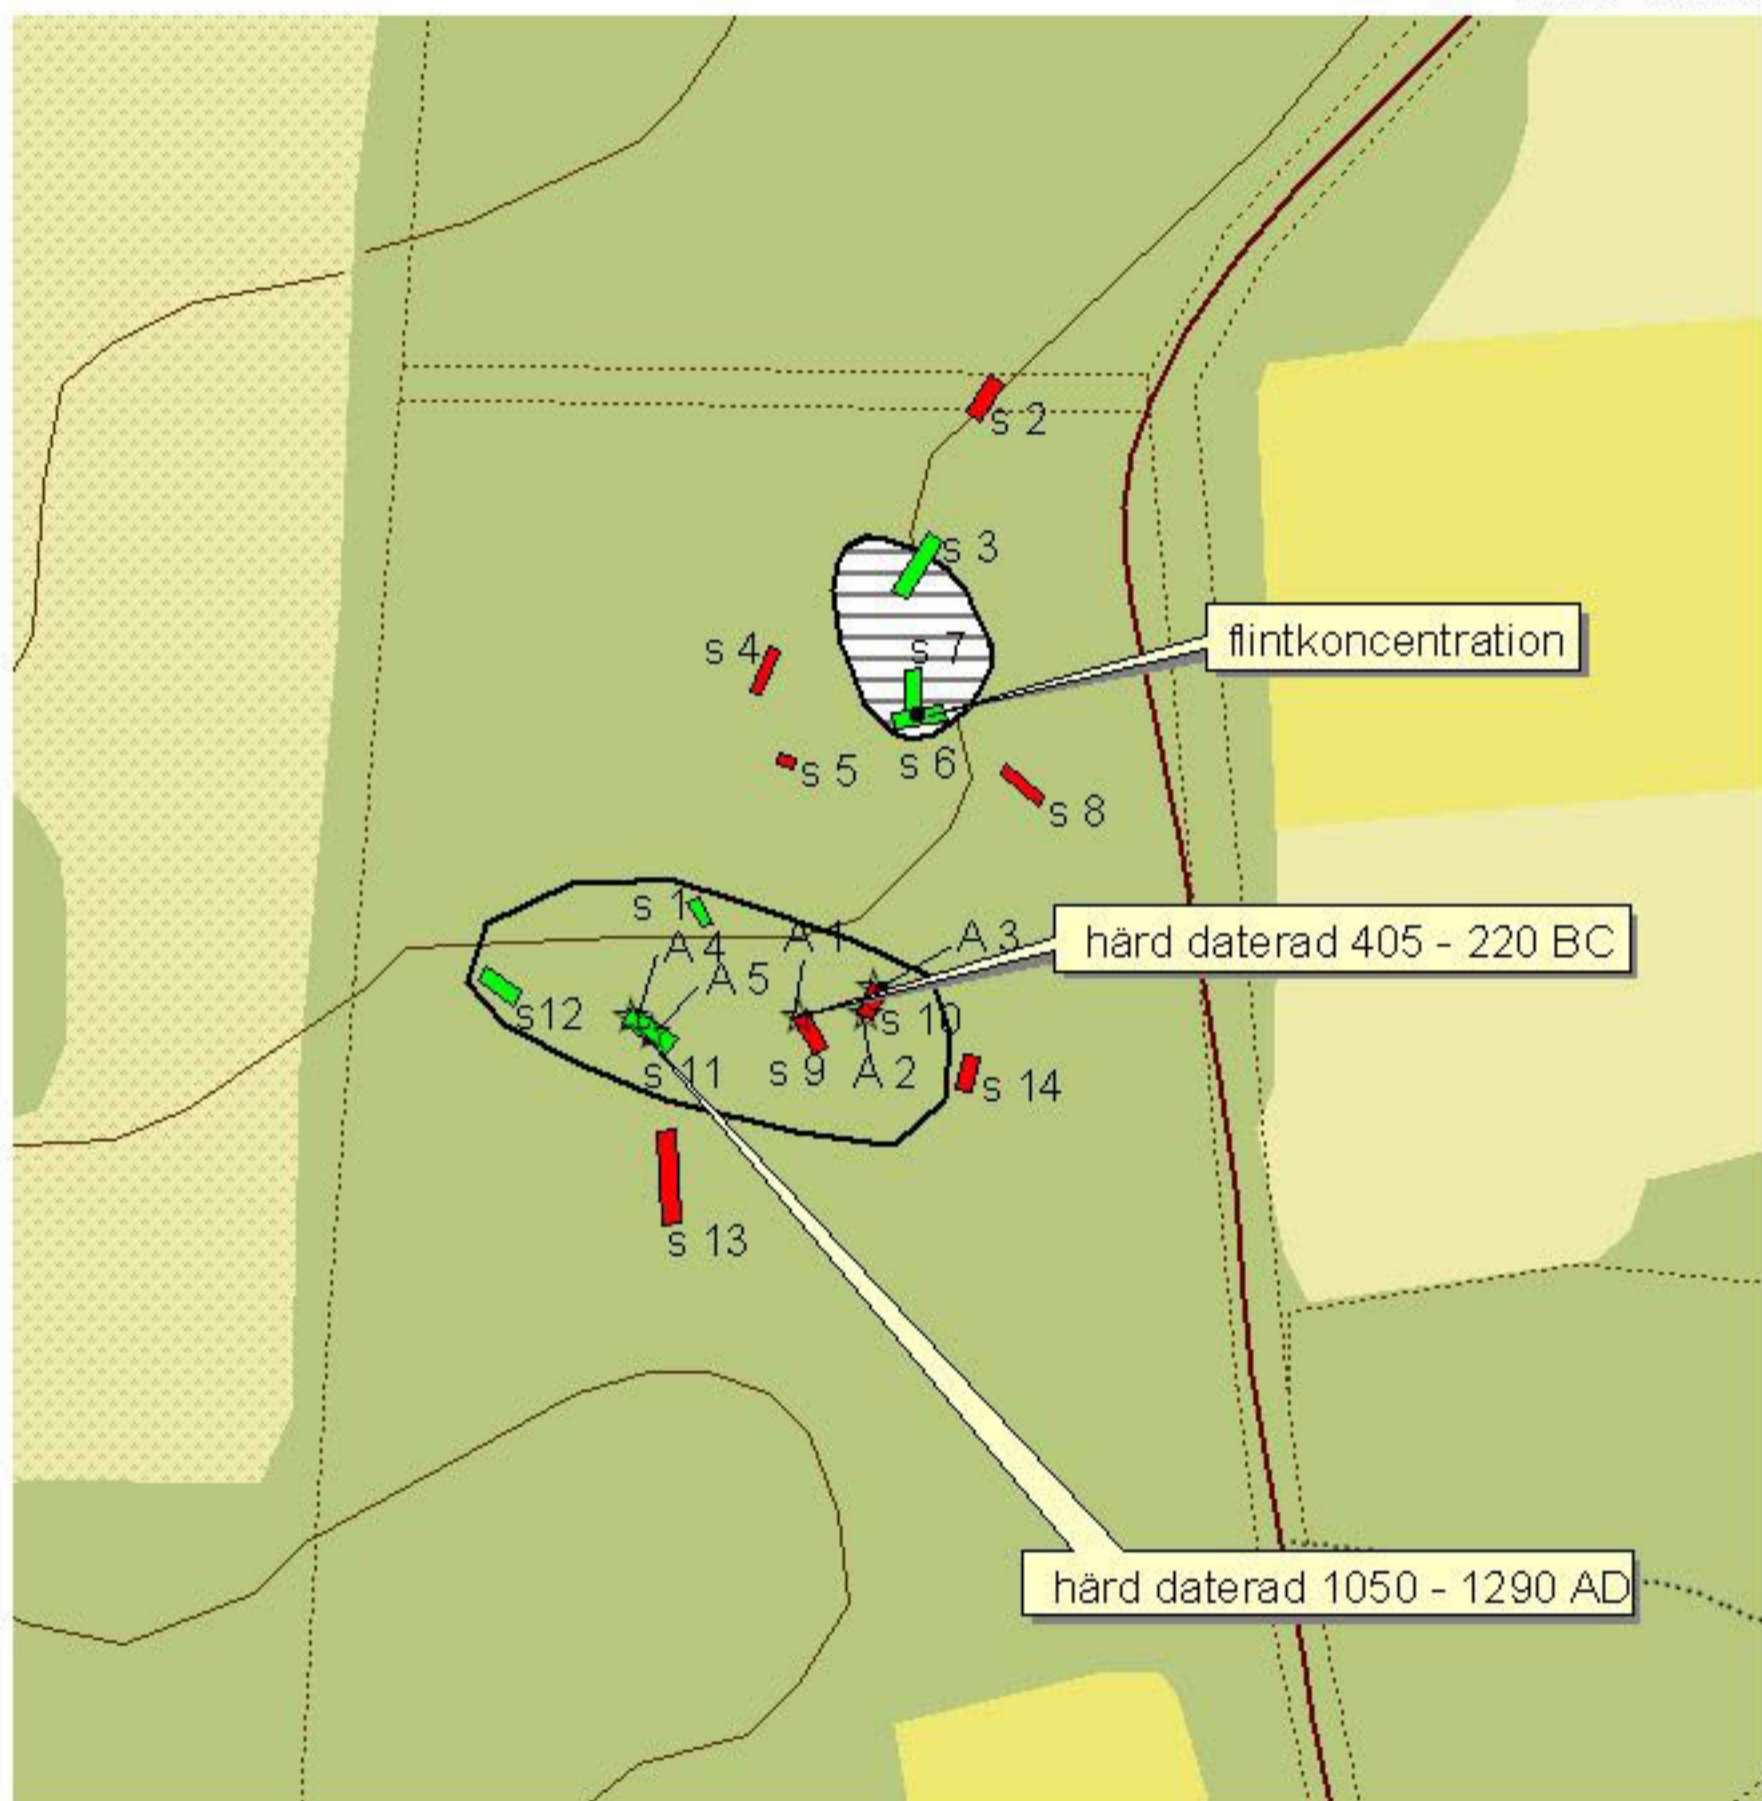 s 2
s 3
flintkoncentration
s 4
s 7
s 5
s 6
s 8
s 1
A 4
A 1
A 3
härd daterad 405 - 220 BC
A 5
s12
s 10
s 11
s 9
A 2
s 14
s 13
härd daterad 1050 - 1290 AD